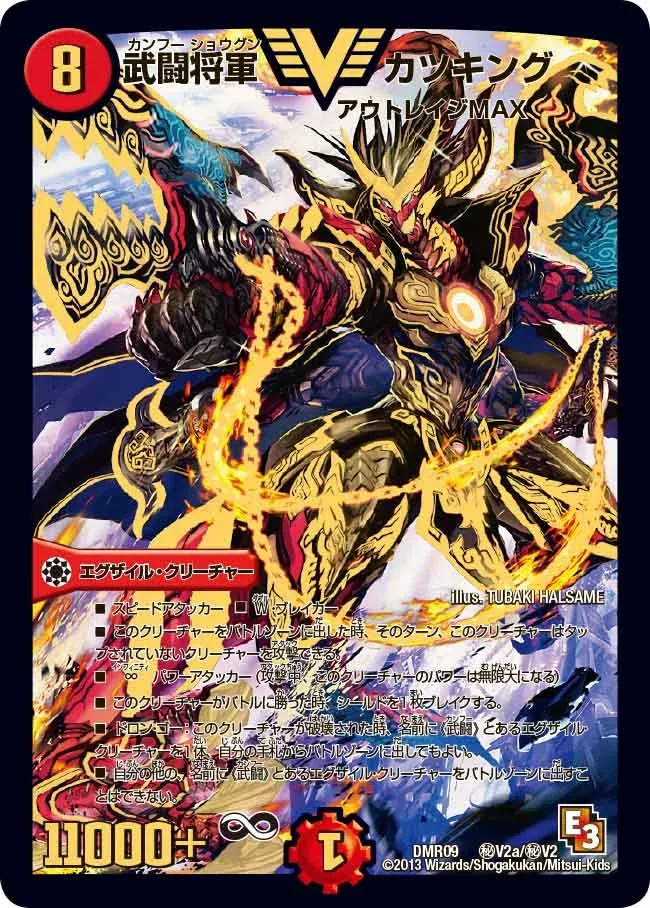 8
カンフー ショウグン
武闘将軍 カツキング
アウトレイジMAX
エグザイル・クリーチャー
illus. TUBAKI HALSAME
■ スピードアタッカー ■ W・ブレイカー
■ このクリーチャーをバトルゾーンに出した時、そのターン、このクリーチャーはタッ
プされていないクリーチャーを攻撃できる。
■ ∞ パワーアタッカー(攻撃中、このクリーチャーのパワーは無限大になる)
■ このクリーチャーがバトルに勝った時、シールドを1枚ブレイクする。
■ ドロン・ゴー:このクリーチャーが破壊された時、名前に《武闘》とあるエグザイル・
クリーチャーを1体、自分の手札からバトルゾーンに出してもよい。
■ 自分の他の、名前に《武闘》とあるエグザイル・クリーチャーをバトルゾーンに出すこ
とはできない。
11000+ ∞
1
E3
DMR09 ㊙V2a/㊙V2
©2013 Wizards/Shogakukan/Mitsui-Kids